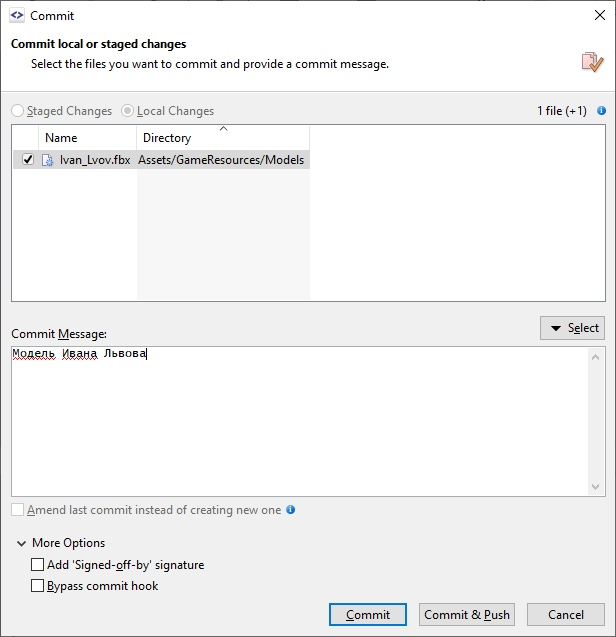 Commit
Commit local or staged changes
Select the files you want to commit and provide a commit message.
Staged Changes Local Changes 1 file (+1)
Name Directory
Ivan_Lvov.fbx Assets/GameResources/Models
Commit Message: Select
Модель Ивана Львова
Amend last commit instead of creating new one
More Options
Add 'Signed-off-by' signature
Bypass commit hook
Commit Commit & Push Cancel